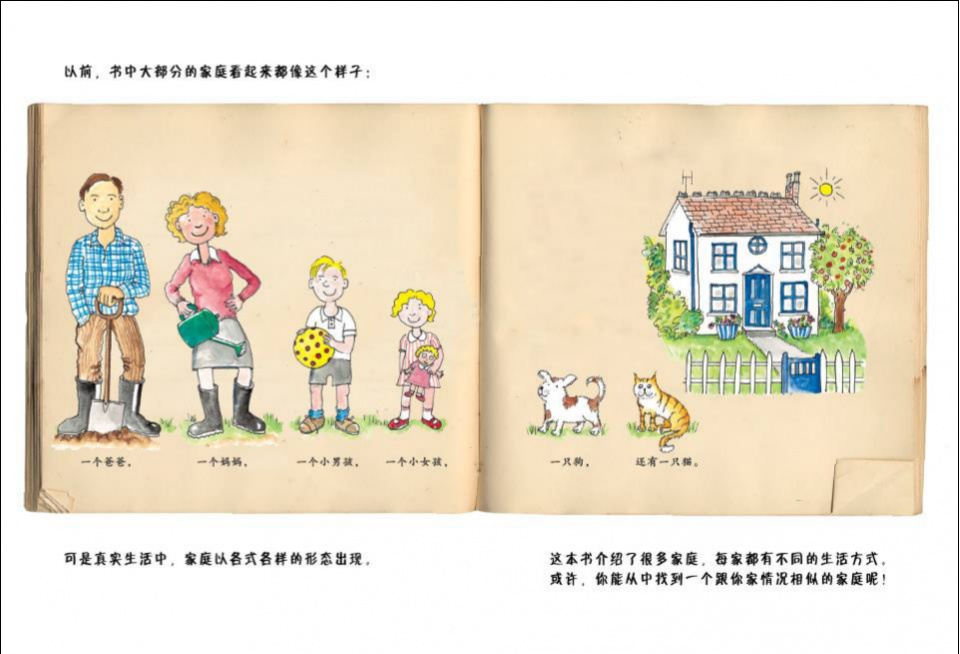 以前，书中大部分的家庭看起来都像这个样子：
一个爸爸，
一个妈妈，
一个小男孩，
一个小女孩，
一只狗，
还有一只猫。
可是真实生活中，家庭以各式各样的形态出现。
这本书介绍了很多家庭，每家都有不同的生活方式。
或许，你能从中找到一个跟你家情况相似的家庭呢！